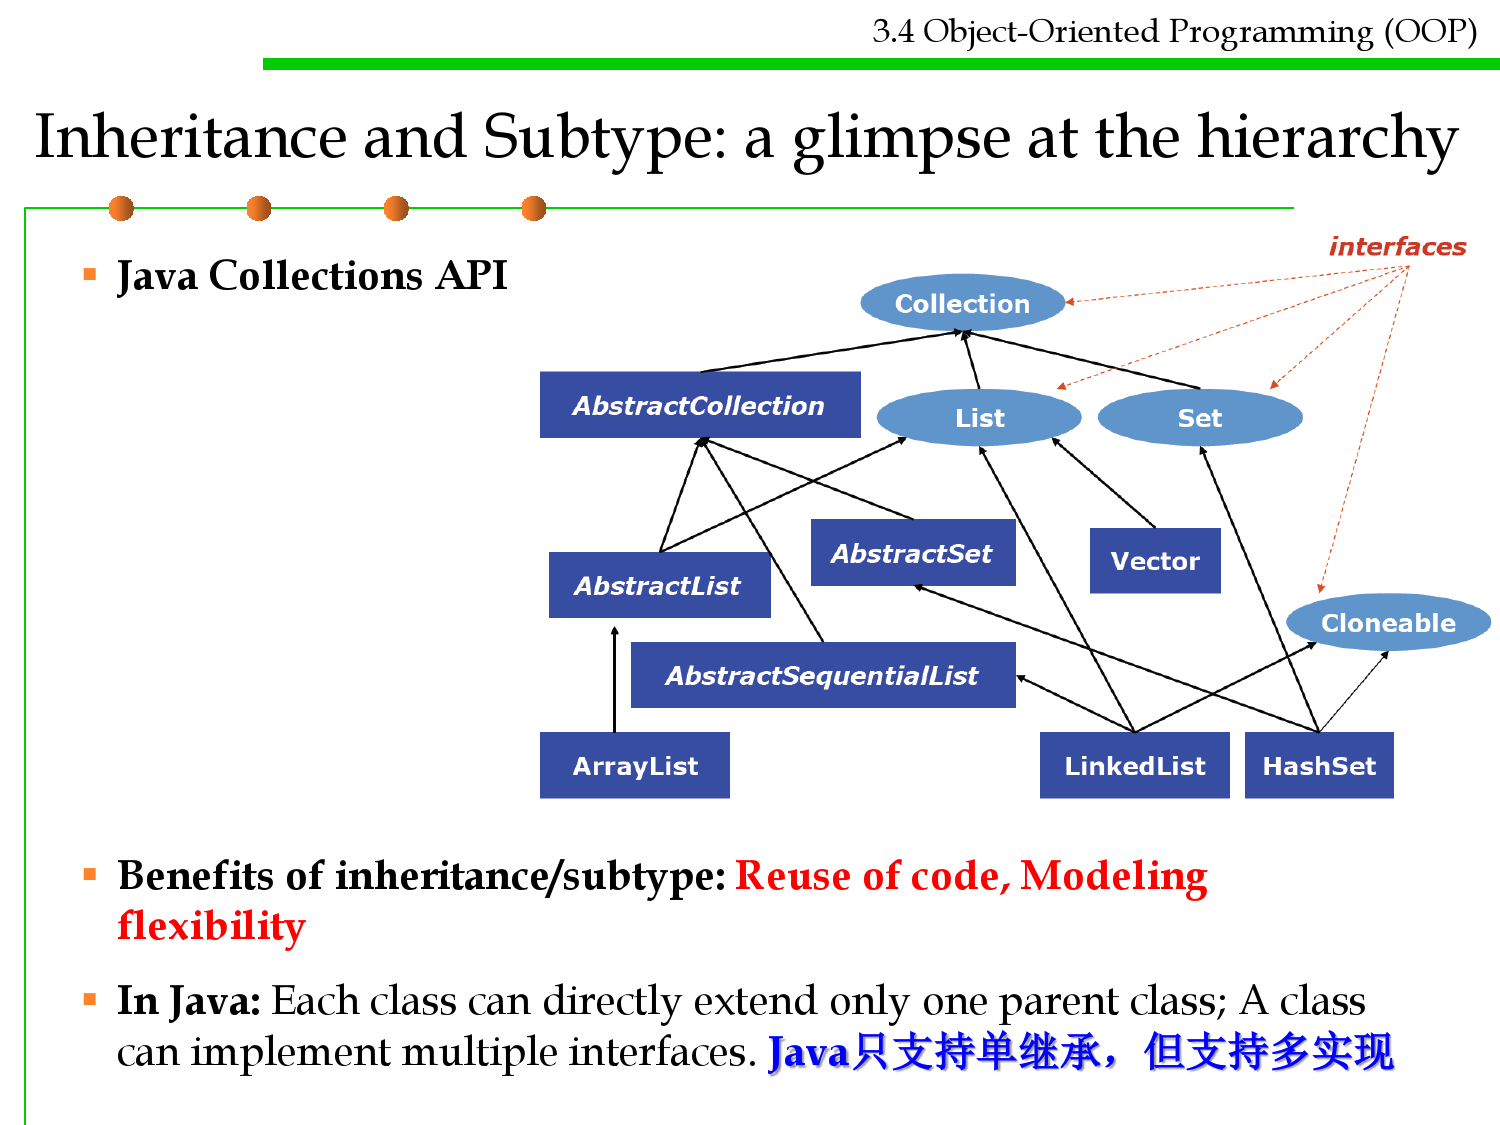 3.4 Object-Oriented Programming (OOP)
Inheritance and Subtype: a glimpse at the hierarchy
Java Collections API
interfaces
Collection
AbstractCollection
List
Set
AbstractSet
Vector
AbstractList
Cloneable
AbstractSequentialList
ArrayList
LinkedList
HashSet
Benefits of inheritance/subtype: Reuse of code, Modeling
flexibility
In Java: Each class can directly extend only one parent class; A class
can implement multiple interfaces. Java只支持单继承，但支持多实现